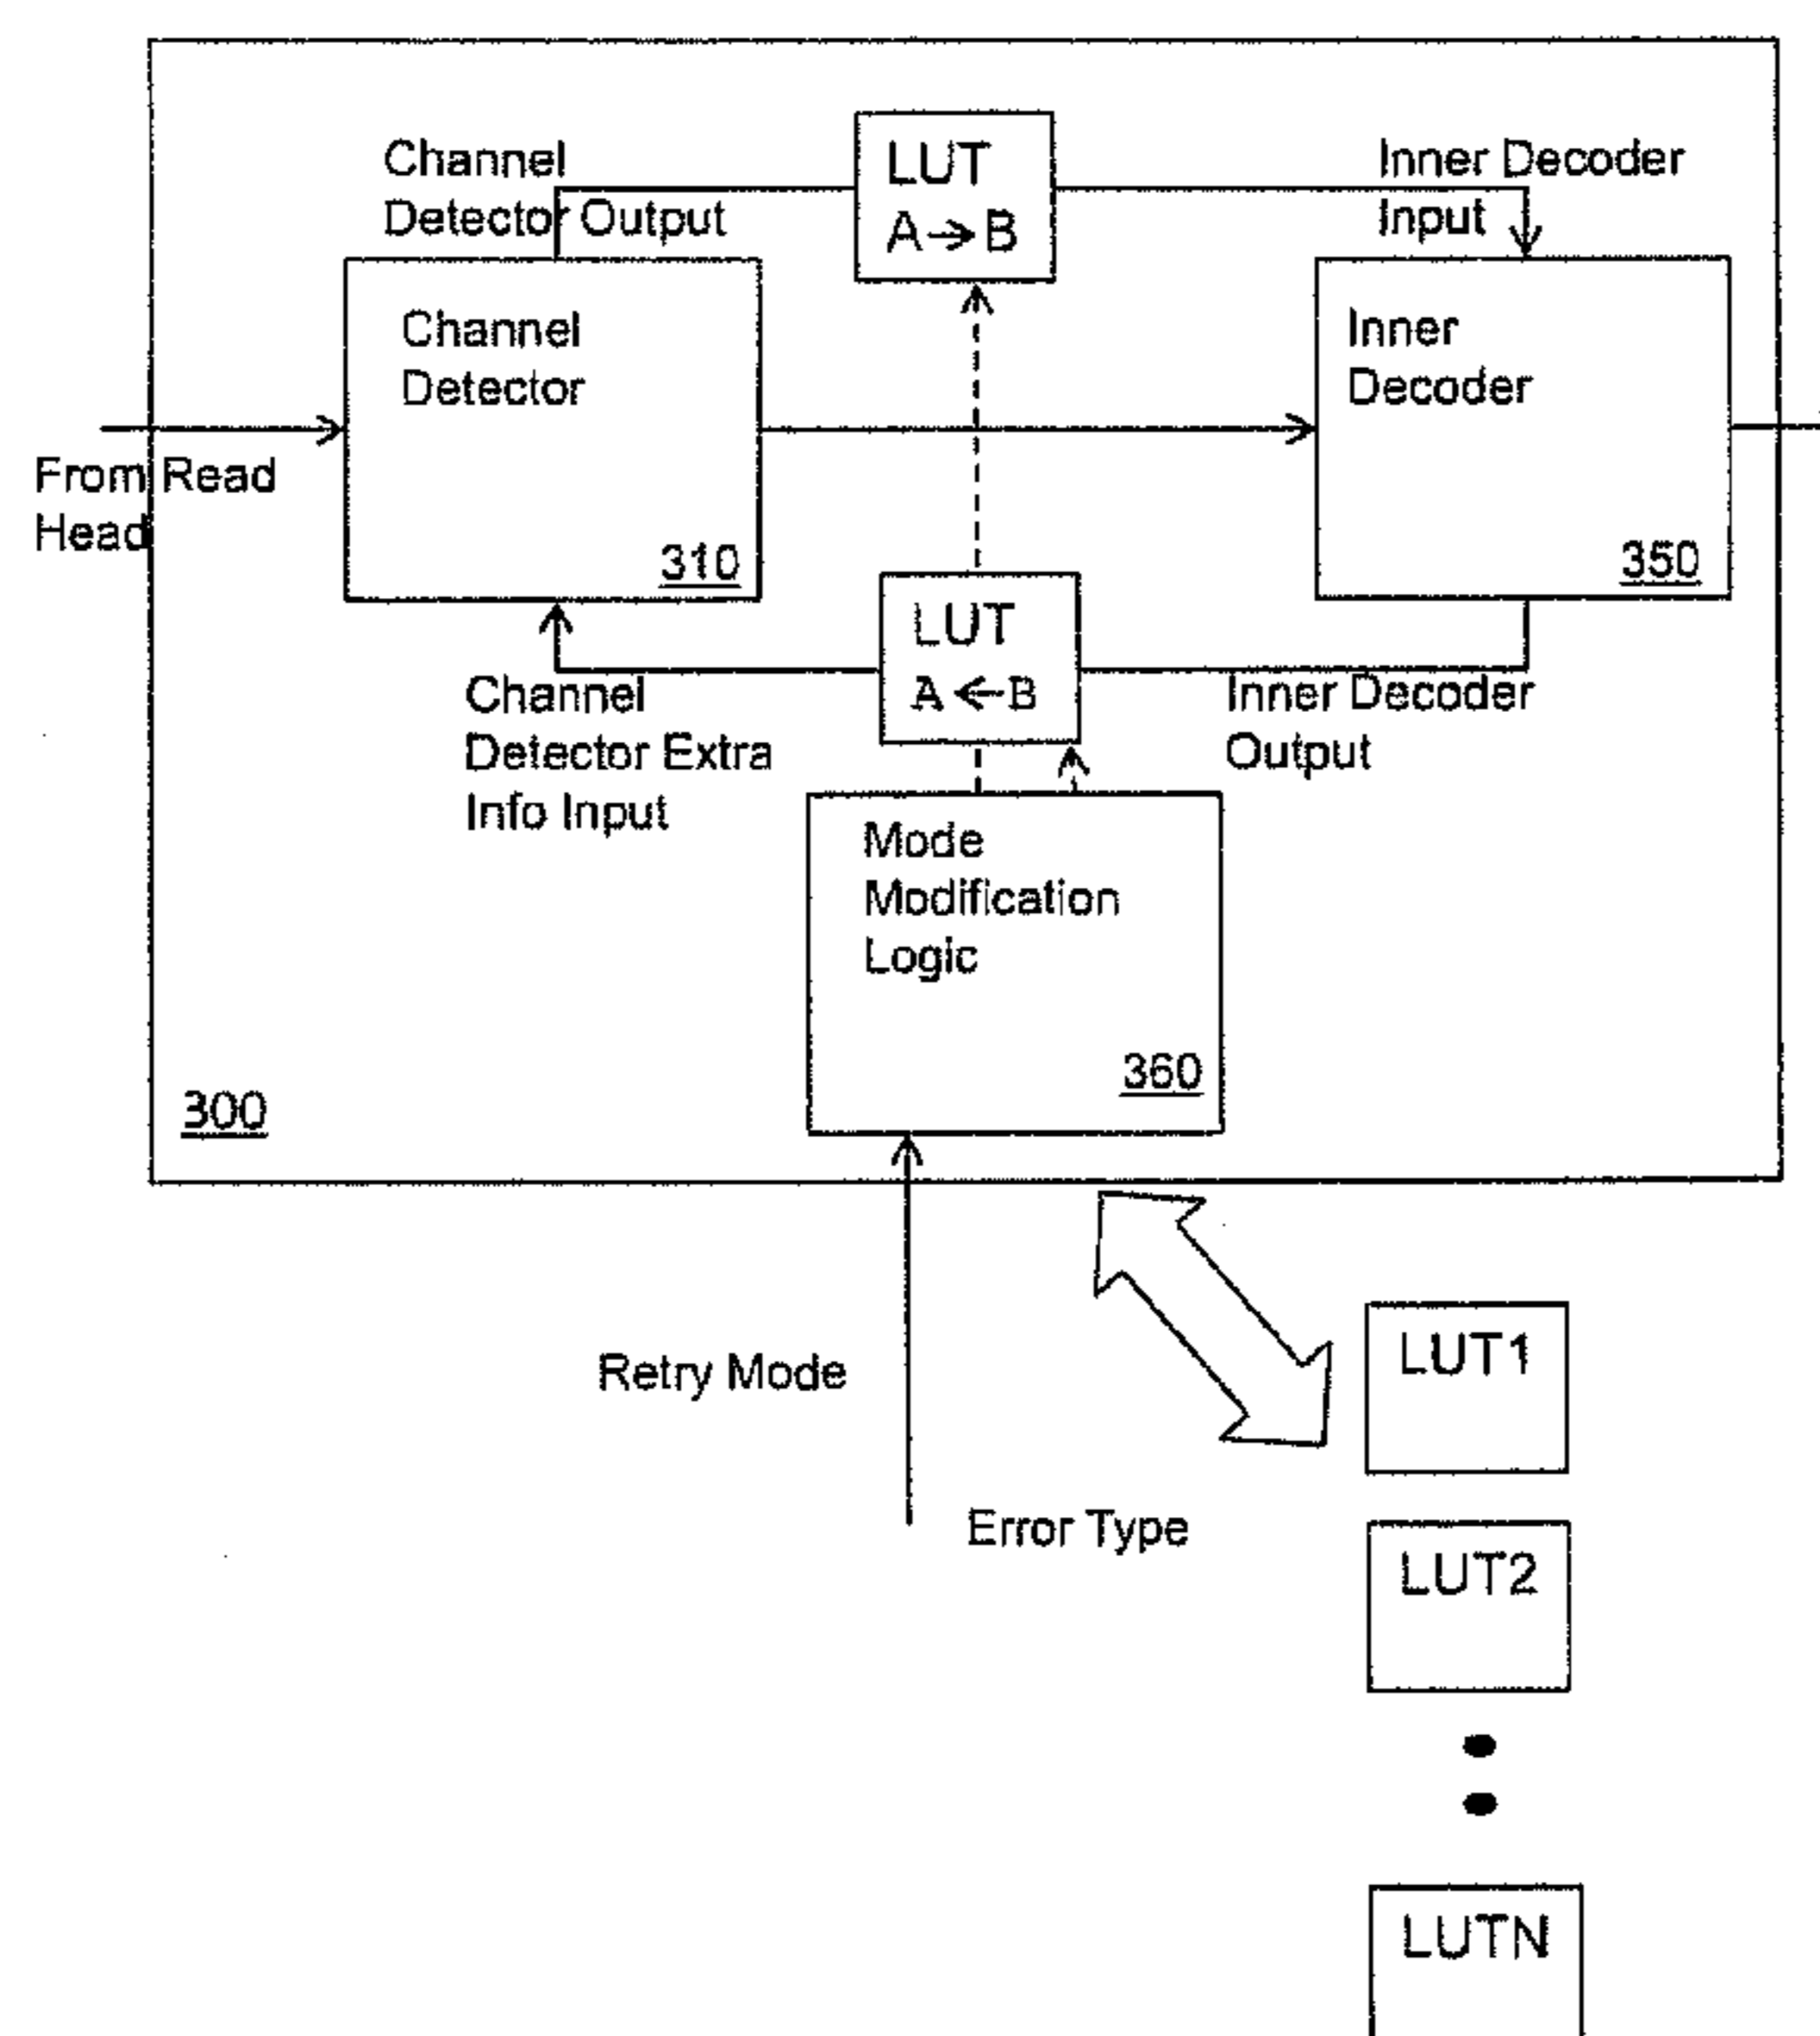 Channel
Detector Output
LUT
A→B
Inner Decoder
Input
Channel
Detector
310
Inner
Decoder
350
From Read
Head
LUT
A←B
Channel
Detector Extra
Info Input
Inner Decoder
Output
Mode
Modification
Logic
360
300
Retry Mode
Error Type
LUT1
LUT2
LUTN